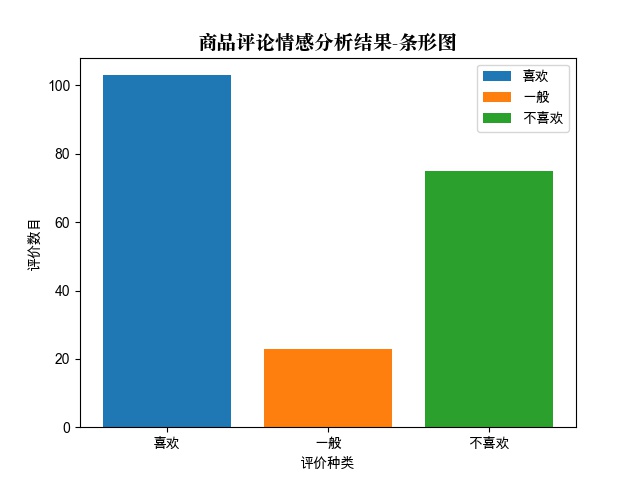 商品评论情感分析结果-条形图
喜欢
一般
不喜欢
评价数目
100
80
60
40
20
0
喜欢 一般 不喜欢
评价种类